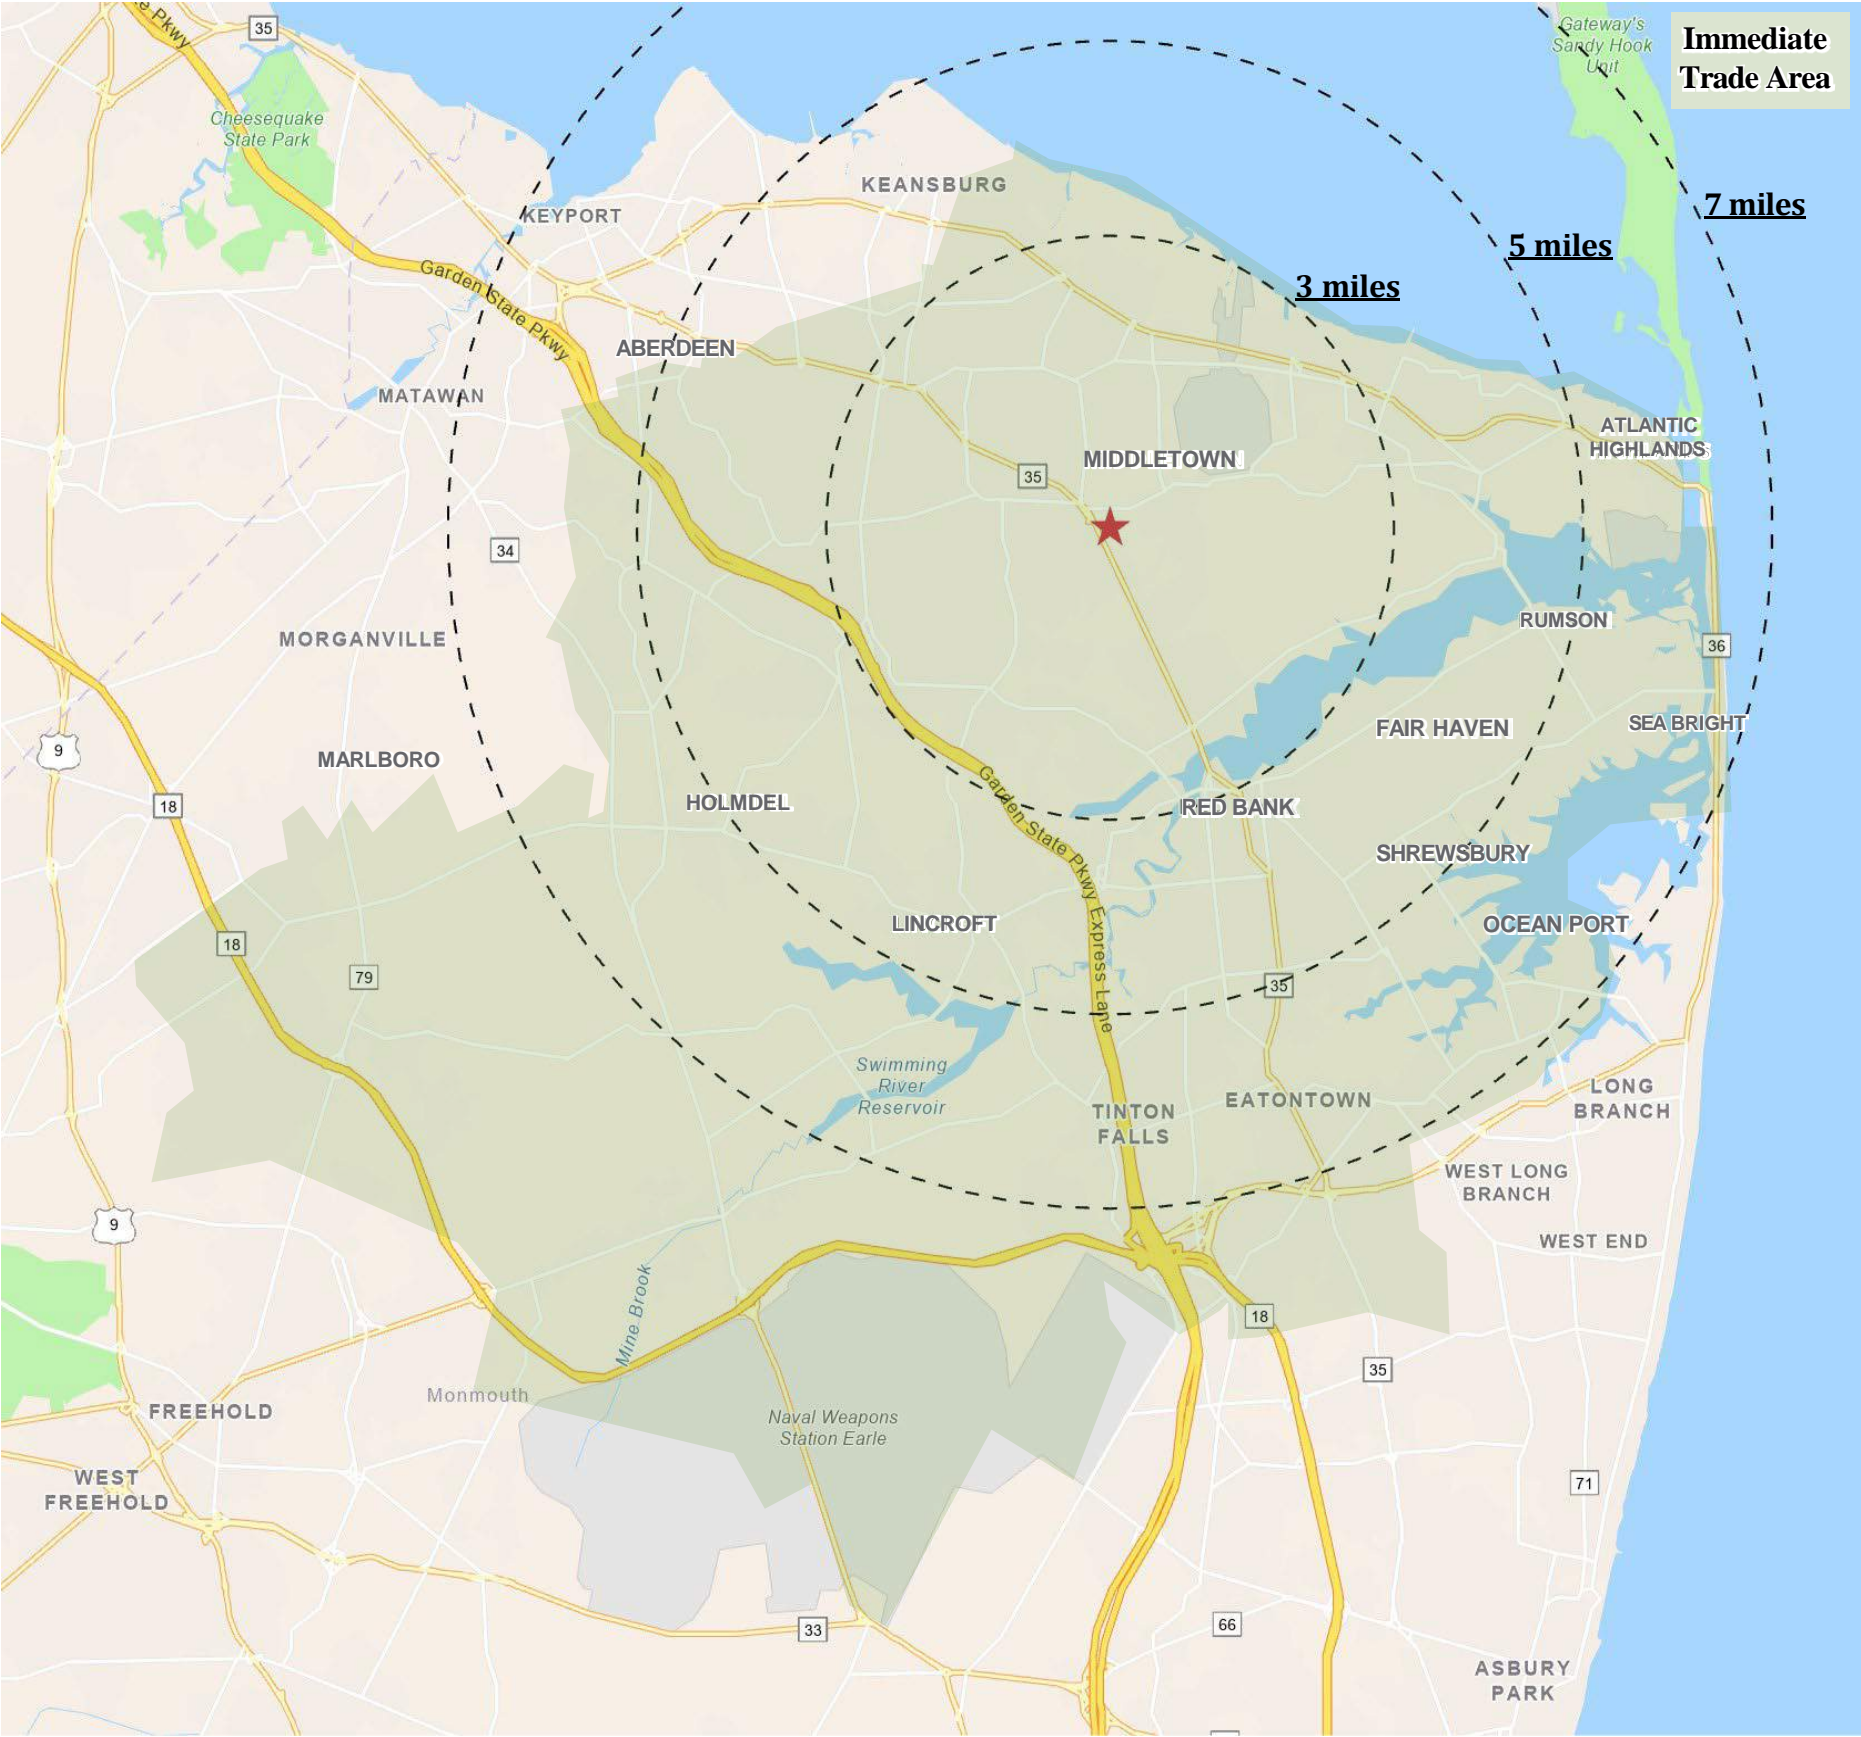 e Pkwy
35
Gateway's
Sandy Hook
Unit
Immediate
Trade Area
Cheesequake
State Park
KEANSBURG
7 miles
KEYPORT
5 miles
Garden State Pkwy
3 miles
ABERDEEN
MATAWAN
ATLANTIC
HIGHLANDS
MIDDLETOWN
35
34
RUMSON
MORGANVILLE
36
9
MARLBORO
FAIR HAVEN
SEA BRIGHT
18
HOLMDEL
RED BANK
Garden State Pkwy Express Lane
SHREWSBURY
LINCROFT
OCEAN PORT
18
79
35
Swimming
River
Reservoir
LONG
BRANCH
TINTON
FALLS
EATONTOWN
WEST LONG
BRANCH
9
WEST END
Mine Brook
18
35
Monmouth
FREEHOLD
Naval Weapons
Station Earle
WEST
FREEHOLD
71
33
66
ASBURY
PARK